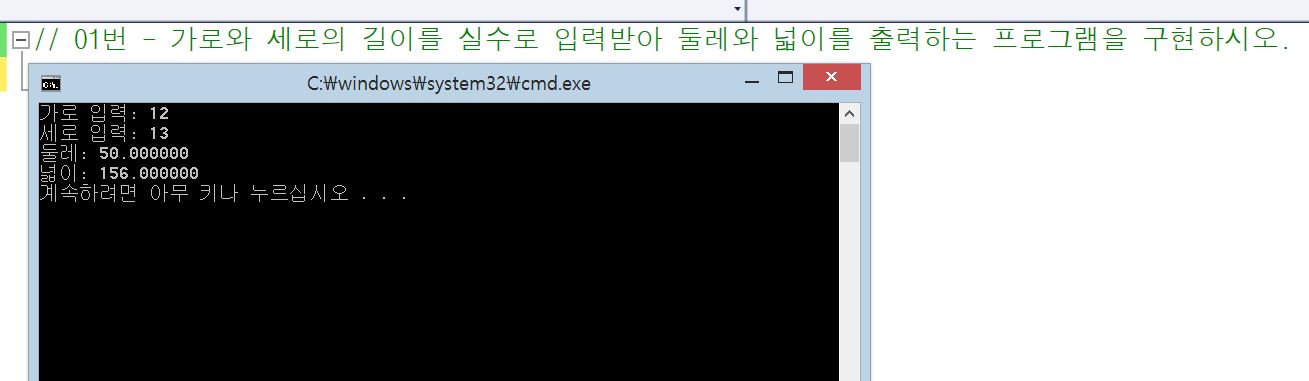 // 01번 - 가로와 세로의 길이를 실수로 입력받아 둘레와 넓이를 출력하는 프로그램을 구현하시오.
C:₩windows₩system32₩cmd.exe
가로 입력: 12
세로 입력: 13
둘레: 50.000000
넓이: 156.000000
계속하려면 아무 키나 누르십시오 . . .